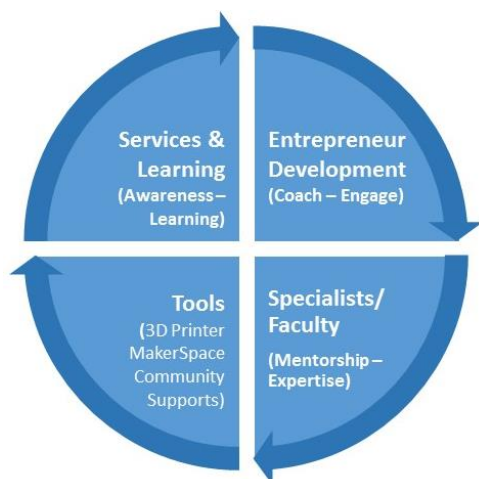 Services &
Learning
(Awareness–
Learning)
Entrepreneur
Development
(Coach – Engage)
Tools
(3D Printer
MakerSpace
Community
Supports)
Specialists/
Faculty
(Mentorship –
Expertise)